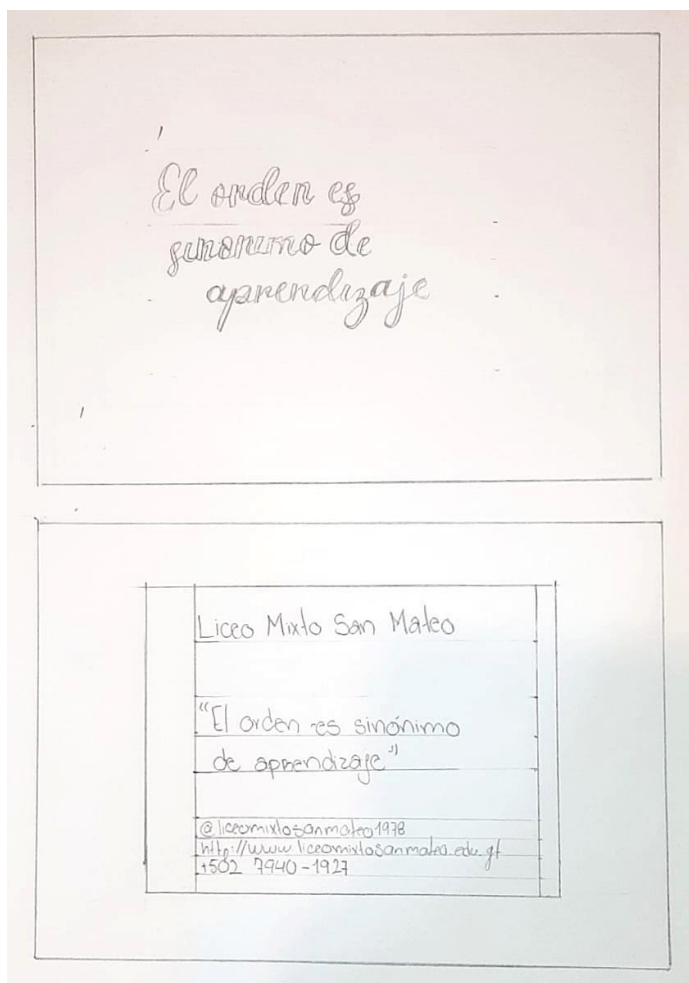 El orden es
sinonimo de
aprendizaje
Liceo Mixto San Mateo
"El orden es sinónimo
de aprendizaje"
@liceomixtosanmateo1978
http://www.liceomixtosanmateo.edu.gt
+502 7940-1927